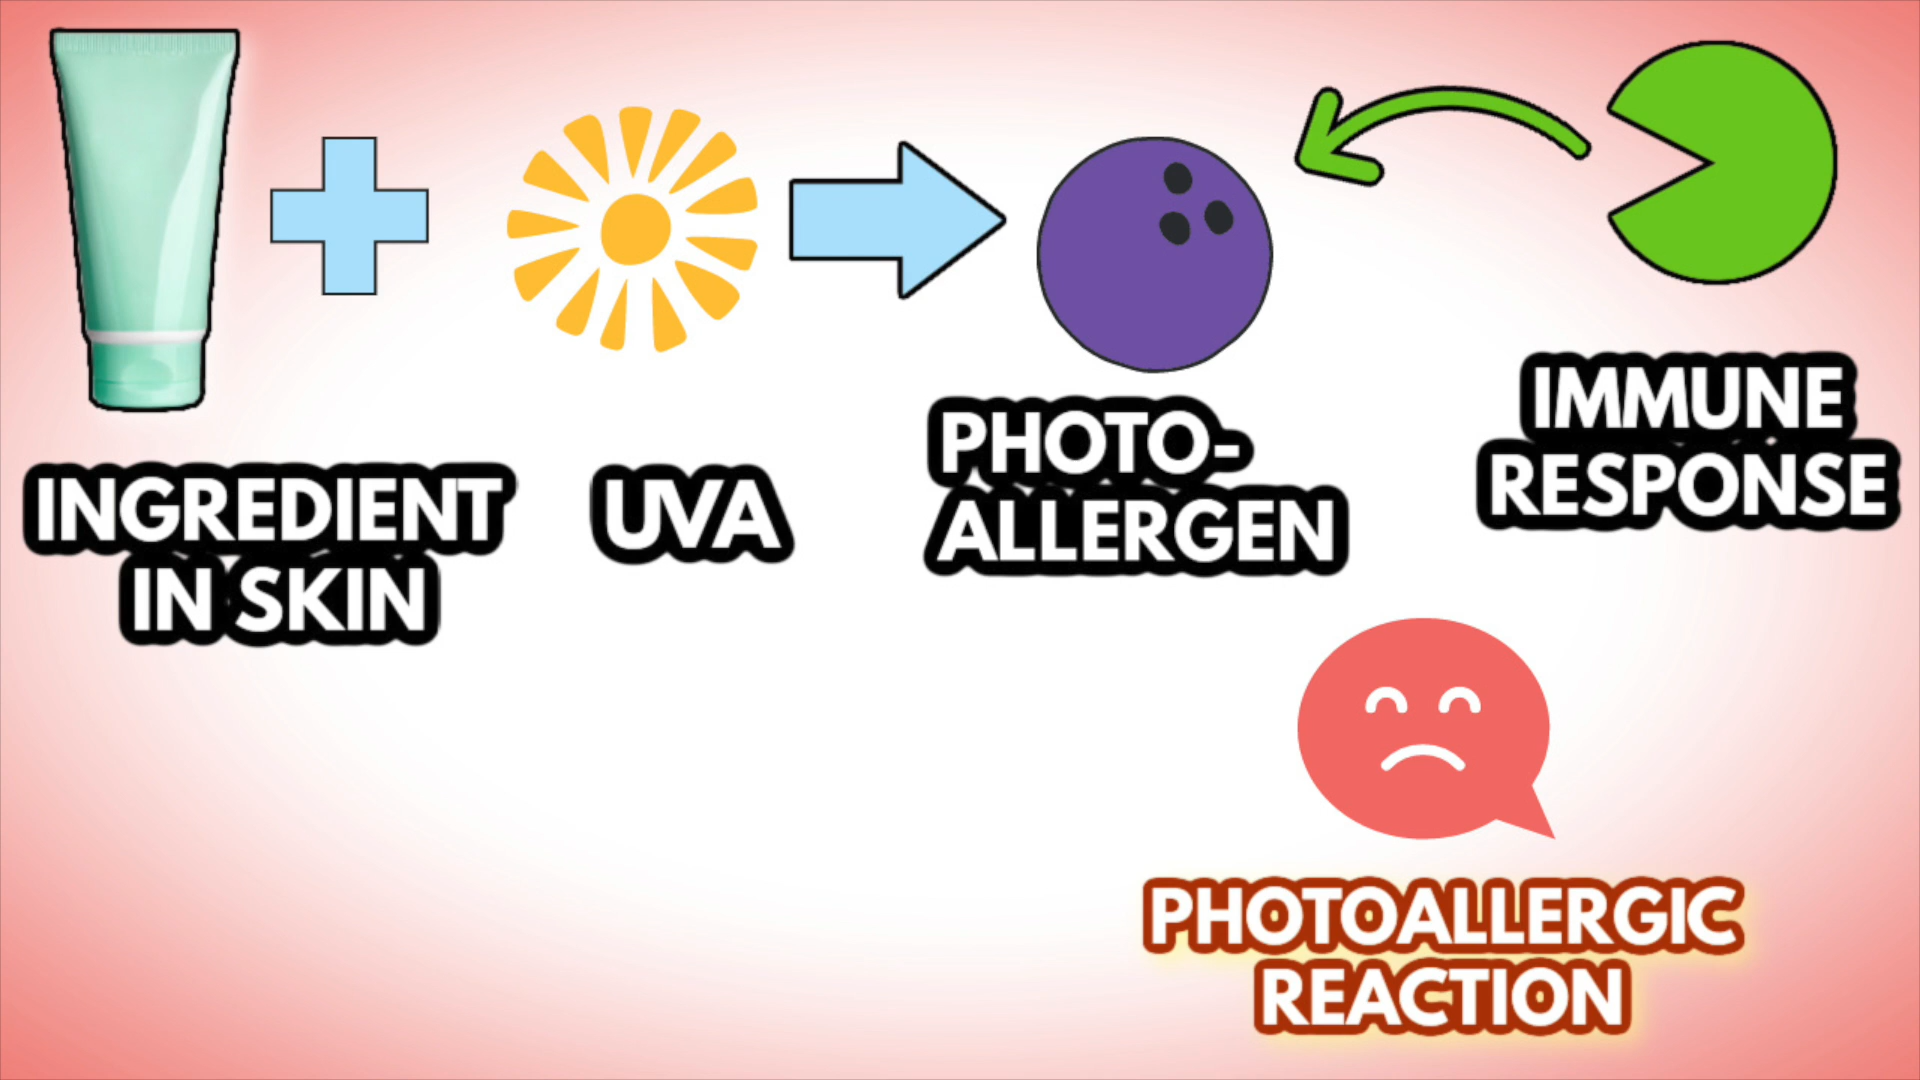 INGREDIENT
IN SKIN
UVA
PHOTO-
ALLERGEN
IMMUNE
RESPONSE
PHOTOALLERGIC
REACTION